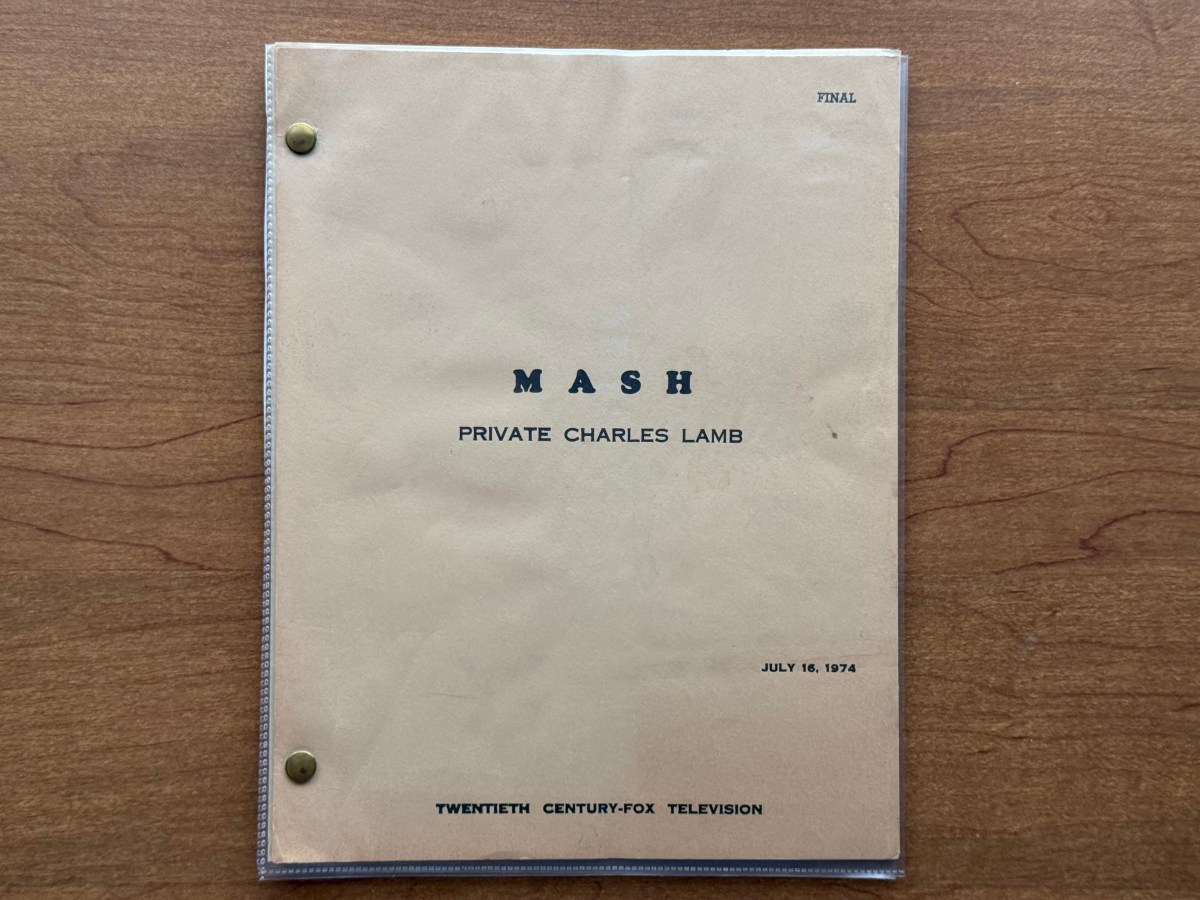 FINAL
M A S H
PRIVATE CHARLES LAMB
JULY 16, 1974
TWENTIETH CENTURY-FOX TELEVISION